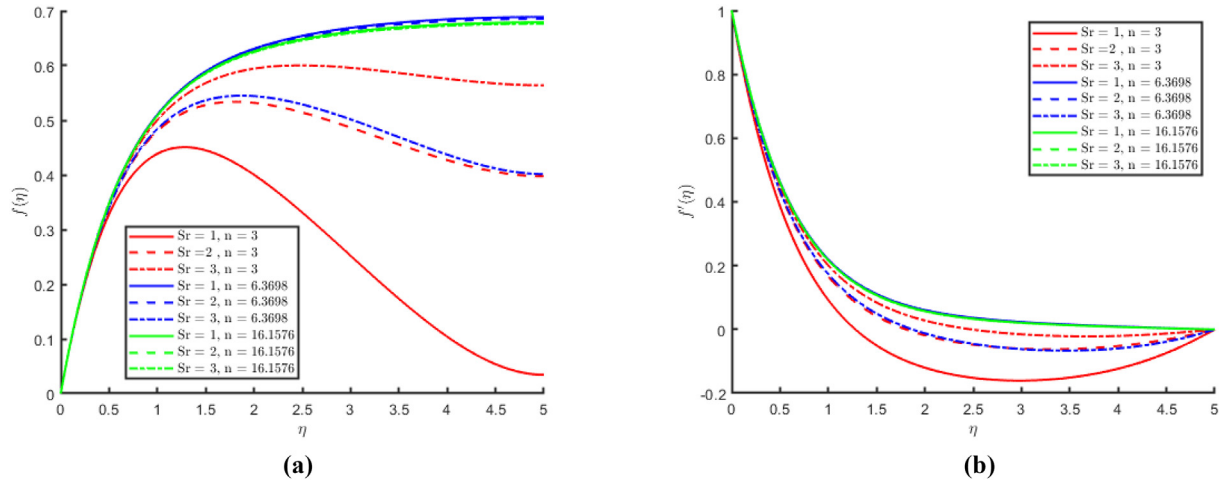 0.7
0.6
0.5
0.4
0.3
0.2
0.1
0
f(η)
0 0.5 1 1.5 2 2.5 3 3.5 4 4.5 5
η
Sr = 1, n = 3
Sr =2 , n = 3
Sr = 3, n = 3
Sr = 1, n = 6.3698
Sr = 2, n = 6.3698
Sr = 3, n = 6.3698
Sr = 1, n = 16.1576
Sr = 2, n = 16.1576
Sr = 3, n = 16.1576
(a)
1
0.8
0.6
0.4
0.2
0
-0.2
f′(η)
0 0.5 1 1.5 2 2.5 3 3.5 4 4.5 5
η
Sr = 1, n = 3
Sr =2 , n = 3
Sr = 3, n = 3
Sr = 1, n = 6.3698
Sr = 2, n = 6.3698
Sr = 3, n = 6.3698
Sr = 1, n = 16.1576
Sr = 2, n = 16.1576
Sr = 3, n = 16.1576
(b)